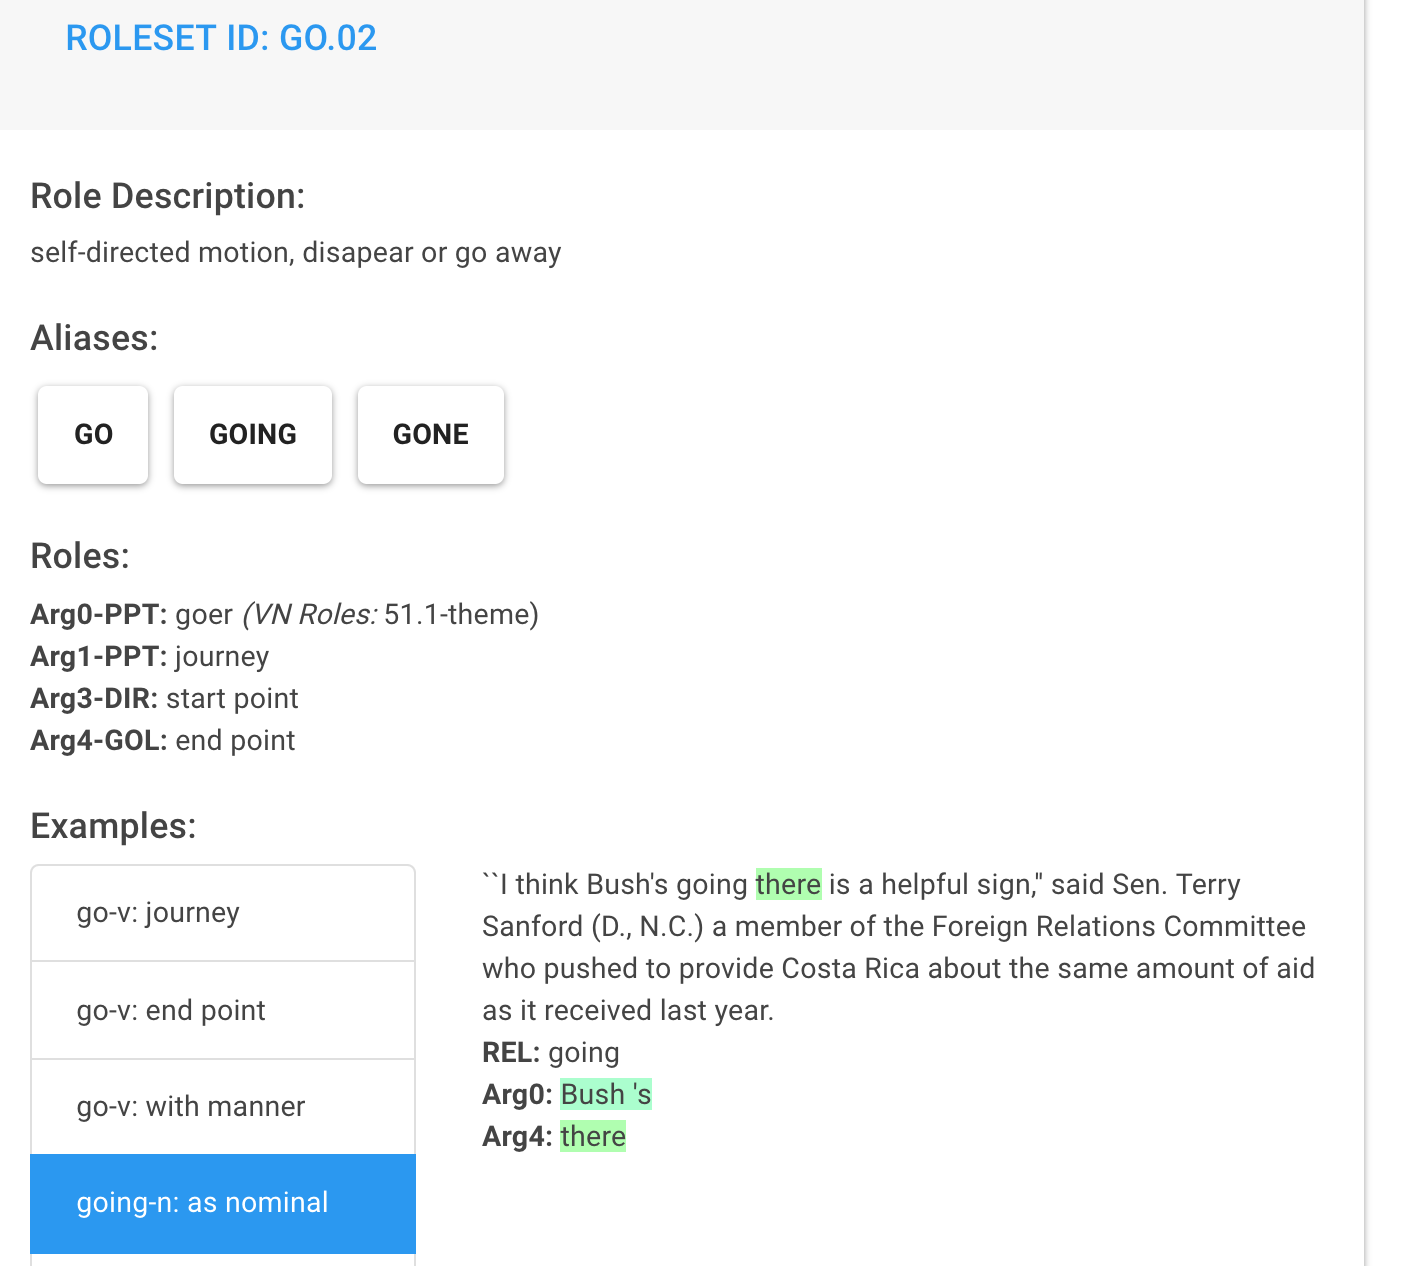 ROLESET ID: GO.02
Role Description:
self-directed motion, disapear or go away
Aliases:
GO GOING GONE
Roles:
Arg0-PPT: goer (VN Roles: 51.1-theme)
Arg1-PPT: journey
Arg3-DIR: start point
Arg4-GOL: end point
Examples:
go-v: journey
go-v: end point
go-v: with manner
going-n: as nominal
``I think Bush's going there is a helpful sign," said Sen. Terry
Sanford (D., N.C.) a member of the Foreign Relations Committee
who pushed to provide Costa Rica about the same amount of aid
as it received last year.
REL: going
Arg0: Bush 's
Arg4: there